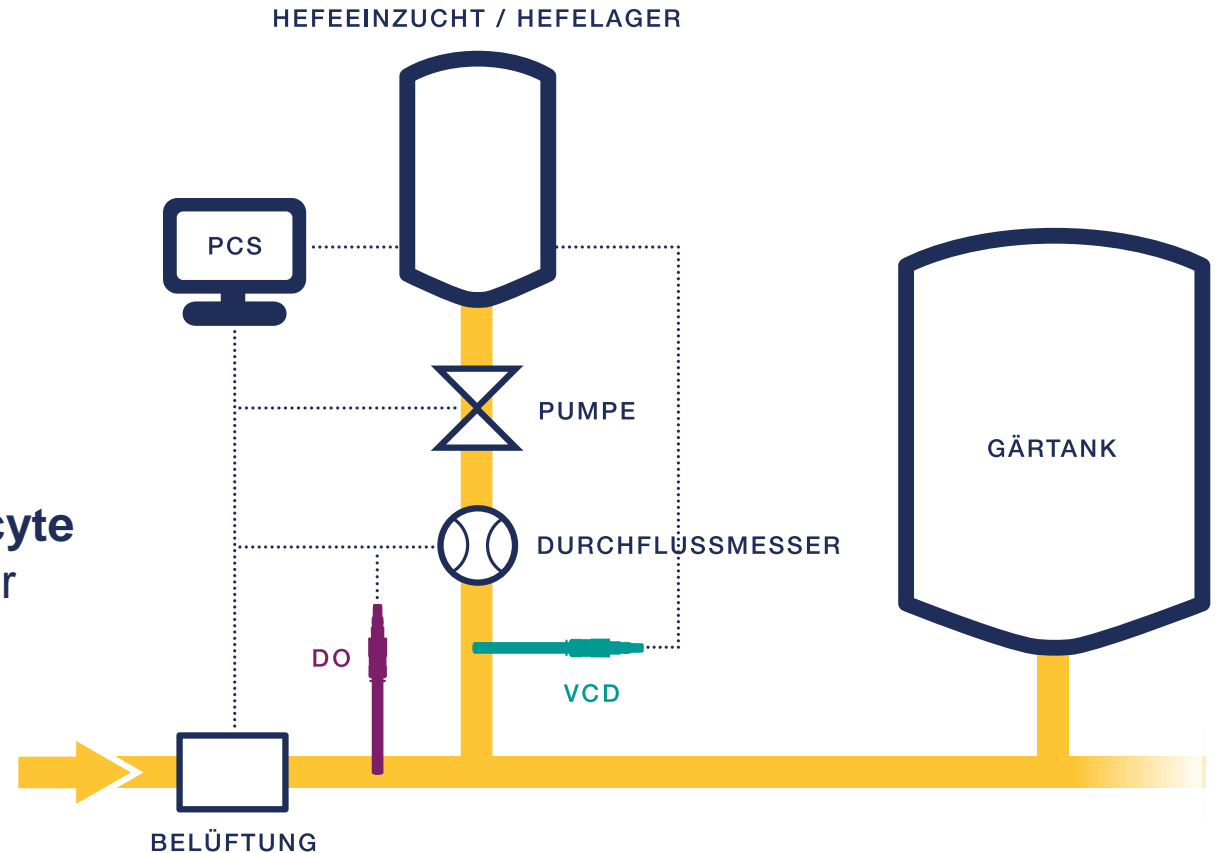 HEFEEINZUCHT / HEFELAGER
PCS
PUMPE
GÄRTANK
DURCHFLUSSMESSER
DO
VCD
BELÜFTUNG